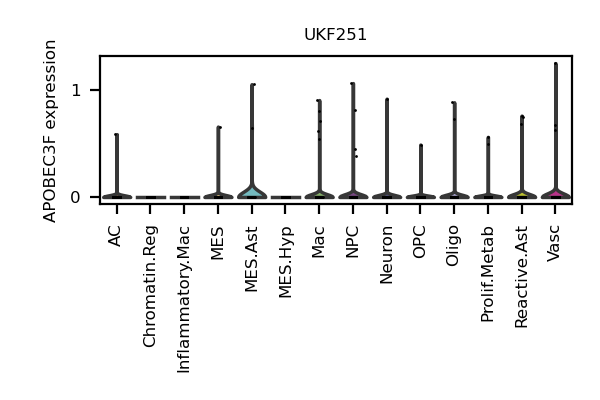 UKF251
APOBEC3F expression
1
0
AC
Chromatin.Reg
Inflammatory.Mac
MES
MES.Ast
MES.Hyp
Mac
NPC
Neuron
OPC
Oligo
Prolif.Metab
Reactive.Ast
Vasc